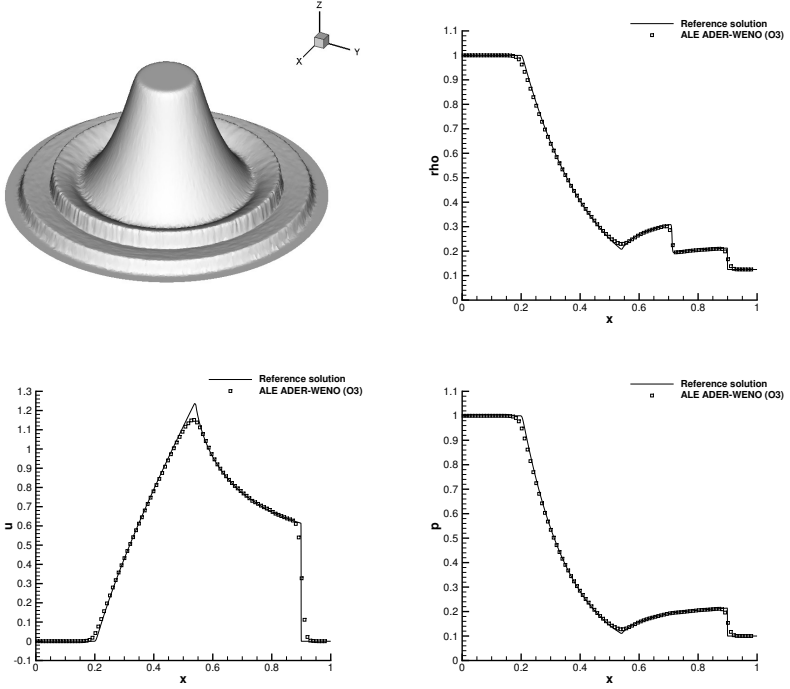 Z
X
Y
Reference solution
ALE ADER-WENO (O3)
rho
1.1
1
0.9
0.8
0.7
0.6
0.5
0.4
0.3
0.2
0.1
0
0 0.2 0.4 0.6 0.8 1
x
Reference solution
ALE ADER-WENO (O3)
u
1.3
1.2
1.1
1
0.9
0.8
0.7
0.6
0.5
0.4
0.3
0.2
0.1
0
-0.1
0 0.2 0.4 0.6 0.8 1
x
Reference solution
ALE ADER-WENO (O3)
p
1.1
1
0.9
0.8
0.7
0.6
0.5
0.4
0.3
0.2
0.1
0
0 0.2 0.4 0.6 0.8 1
x